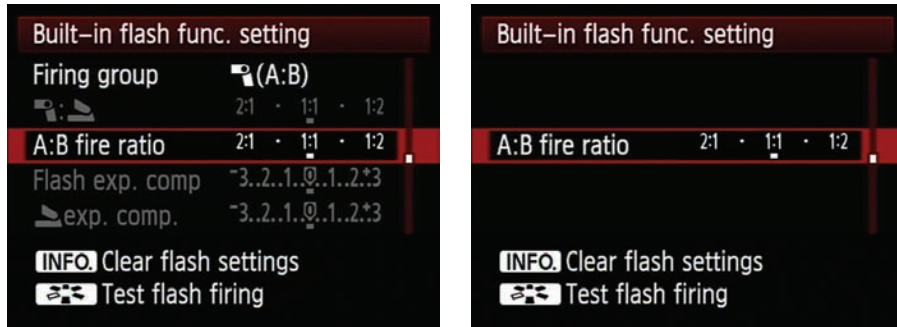 Built-in flash func. setting
Firing group (A:B)
: 2:1 · 1:1 · 1:2
A:B fire ratio 2:1 · 1:1 · 1:2
Flash exp. comp -3..2..1..0..1..2.+3
exp. comp. -3..2..1..0..1..2.+3
INFO. Clear flash settings
Test flash firing
Built-in flash func. setting
A:B fire ratio 2:1 · 1:1 · 1:2
INFO. Clear flash settings
Test flash firing